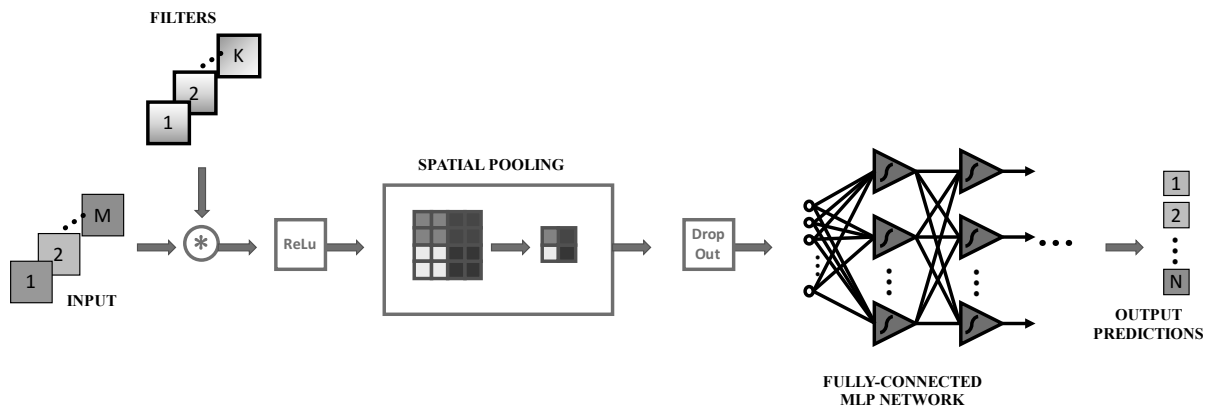 FILTERS
K
2
1
M
2
1
INPUT
*
ReLu
SPATIAL POOLING
Drop
Out
FULLY-CONNECTED
MLP NETWORK
1
2
N
OUTPUT
PREDICTIONS